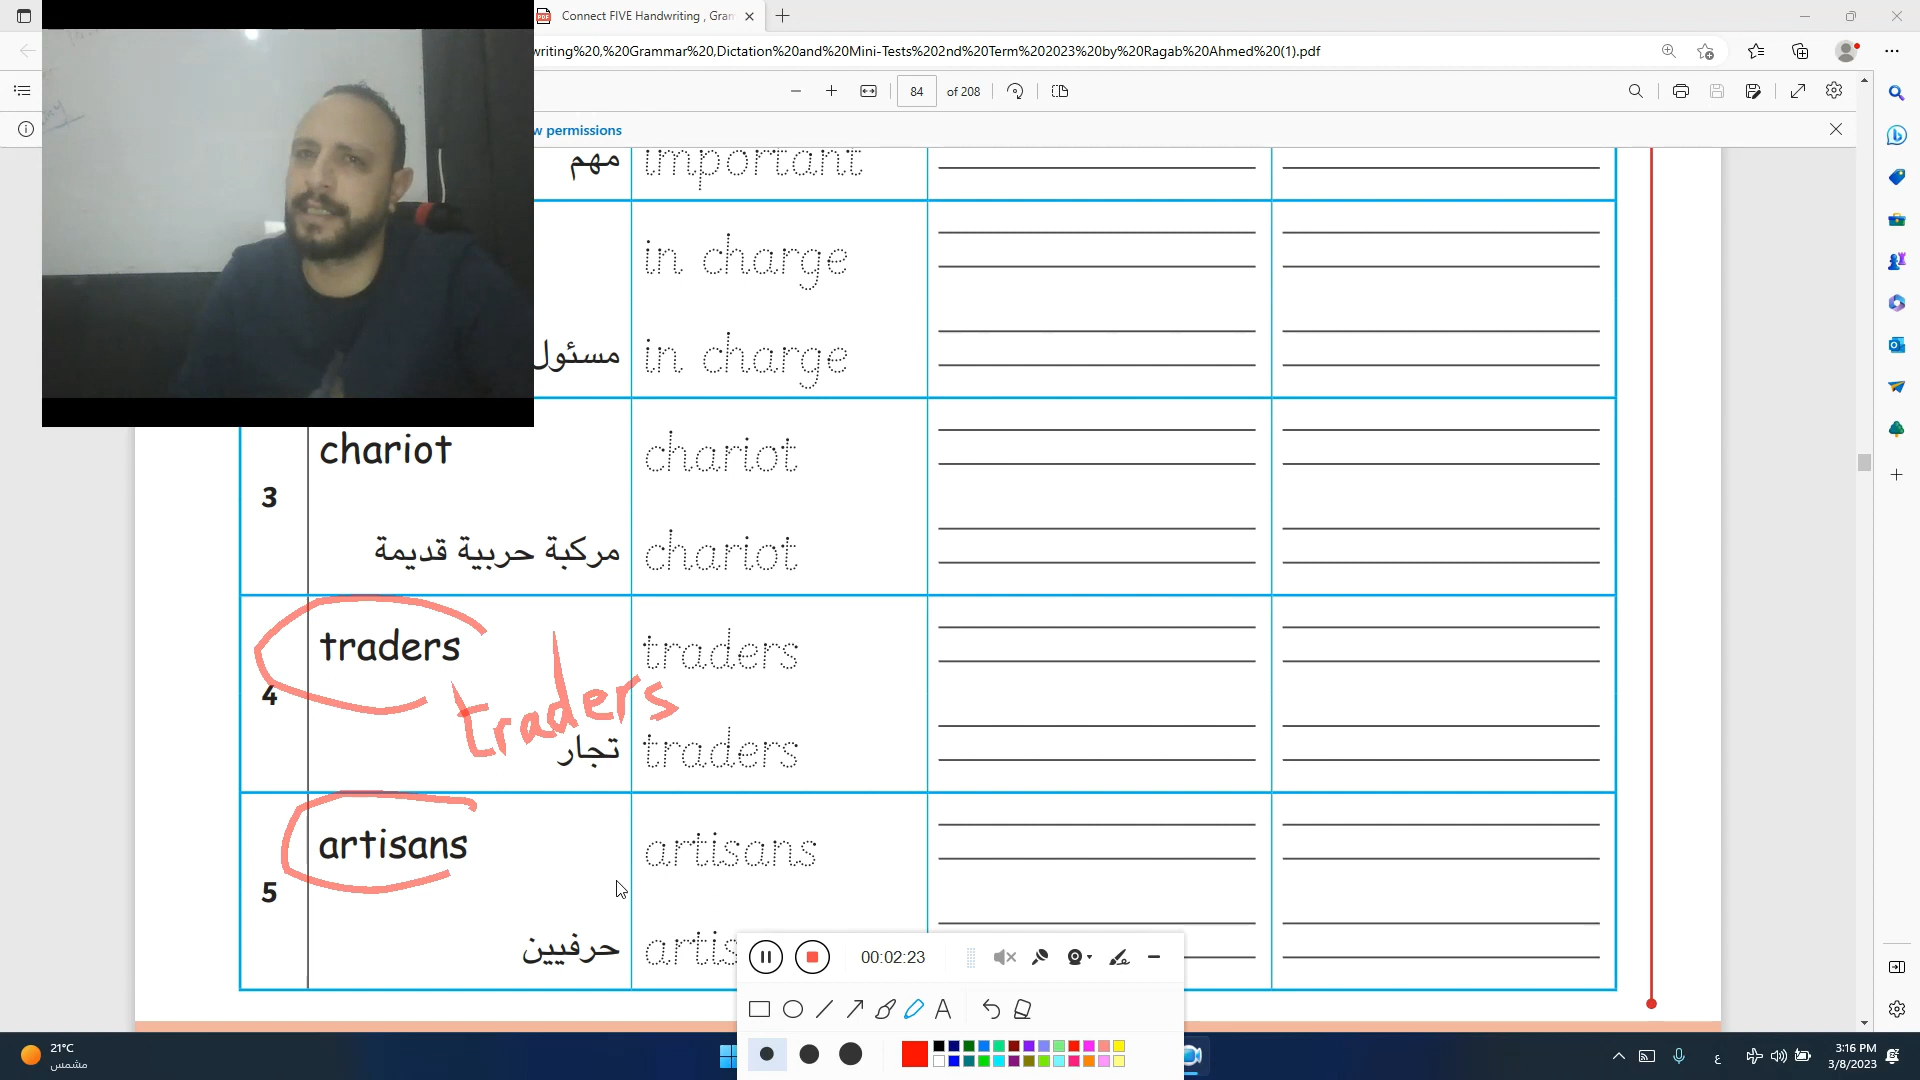 Connect FIVE Handwriting , Gram
writing%20,%20Grammar%20,Dictation%20and%20Mini-Tests%202nd%20Term%202023%20by%20Ragab%20Ahmed%20(1).pdf
84 of 208
w permissions
مهم important
in charge
مسئول in charge
chariot chariot
3
مركبة حربية قديمة chariot
traders traders
4
traders
تجار traders
artisans artisans
5
حرفيين artis
00:02:23
A
21°C
مشمس
ع
3:16 PM
3/8/2023